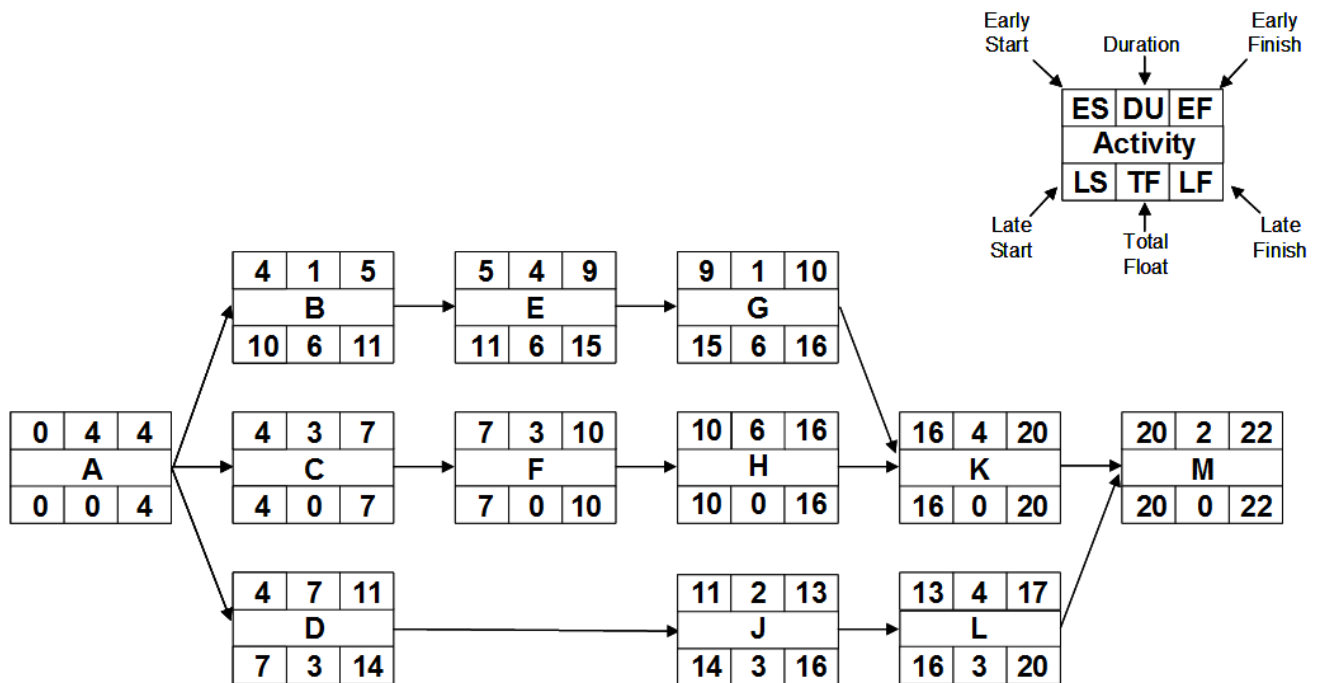 Early Start
Duration
Early Finish
ES DU EF
Activity
LS TF LF
Late Start
Total Float
Late Finish
4 1 5
B
10 6 11
5 4 9
E
11 6 15
9 1 10
G
15 6 16
0 4 4
A
0 0 4
4 3 7
C
4 0 7
7 3 10
F
7 0 10
10 6 16
H
10 0 16
16 4 20
K
16 0 20
20 2 22
M
20 0 22
4 7 11
D
7 3 14
11 2 13
J
14 3 16
13 4 17
L
16 3 20